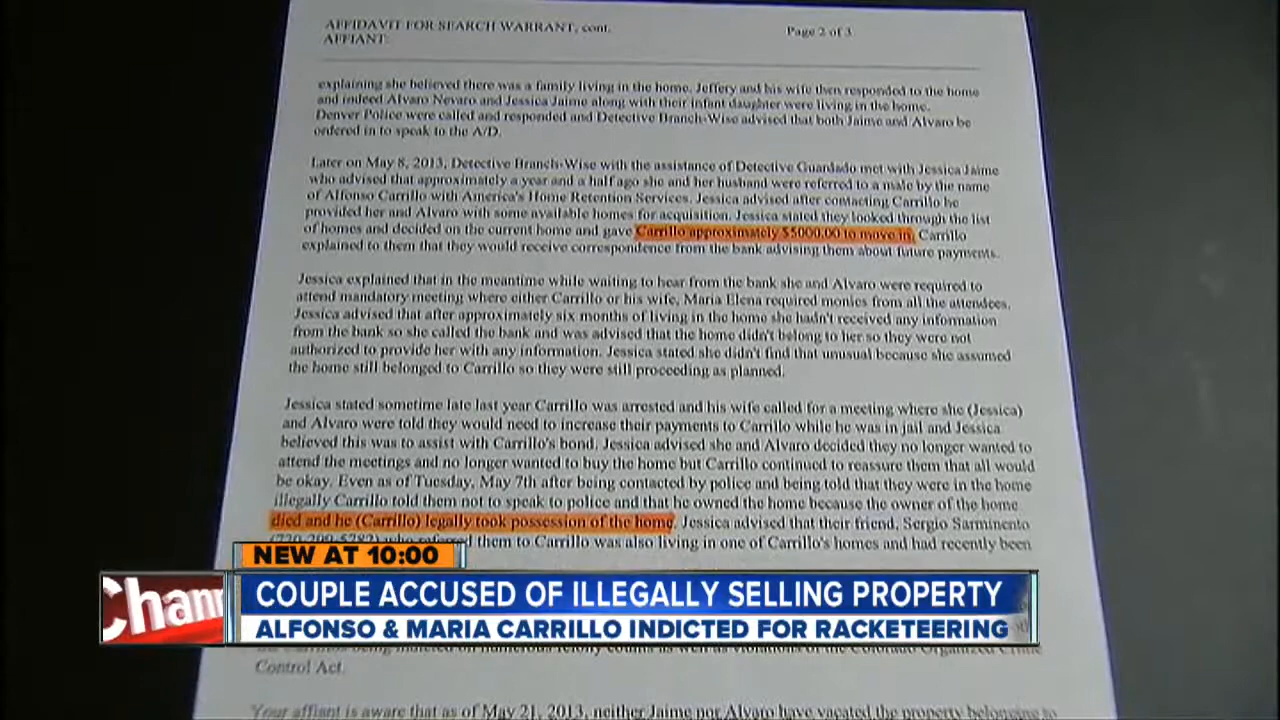 AFFIDAVIT FOR SEARCH WARRANT, cont.
Page 2 of 3
AFFIANT:
explaining she believed there was a family living in the home. Jeffery and his wife then responded to the home
and indeed Alvaro Nevaro and Jessica Jaime along with their infant daughter were living in the home.
Denver Police were called and responded and Detective Branch-Wise advised that both Jaime and Alvaro be
ordered in to speak to the A/D.
Later on May 8, 2013, Detective Branch-Wise with the assistance of Detective Guardado met with Jessica Jaime
who advised that approximately a year and a half ago she and her husband were referred to a male by the name
of Alfonso Carrillo with America's Home Retention Services. Jessica advised after contacting Carrillo he
provided her and Alvaro with some available homes for acquisition. Jessica stated they looked through the list
of homes and decided on the current home and gave Carrillo approximately $5000.00 to move in. Carrillo
explained to them that they would receive correspondence from the bank advising them about future payments.
Jessica explained that in the meantime while waiting to hear from the bank she and Alvaro were required to
attend mandatory meeting where either Carrillo or his wife, Maria Elena required monies from all the attendees.
Jessica advised that after approximately six months of living in the home she hadn't received any information
from the bank so she called the bank and was advised that the home didn't belong to her so they were not
authorized to provide her with any information. Jessica stated she didn't find that unusual because she assumed
the home still belonged to Carrillo so they were still proceeding as planned.
Jessica stated sometime late last year Carrillo was arrested and his wife called for a meeting where she (Jessica)
and Alvaro were told they would need to increase their payments to Carrillo while he was in jail and Jessica
believed this was to assist with Carrillo's bond. Jessica advised she and Alvaro decided they no longer wanted to
attend the meetings and no longer wanted to buy the home but Carrillo continued to reassure them that all would
be okay. Even as of Tuesday, May 7th after being contacted by police and being told that they were in the home
illegally Carrillo told them not to speak to police and that he owned the home because the owner of the home
died and he (Carrillo) legally took possession of the home. Jessica advised that their friend, Sergio Sarminento
who referred them to Carrillo was also living in one of Carrillo's homes and had recently been
NEW AT 10:00
Chann
COUPLE ACCUSED OF ILLEGALLY SELLING PROPERTY
ALFONSO & MARIA CARRILLO INDICTED FOR RACKETEERING
Control Act.
Your affiant is aware that as of May 21, 2013, neither Jaime nor Alvaro have vacated the property belonging to